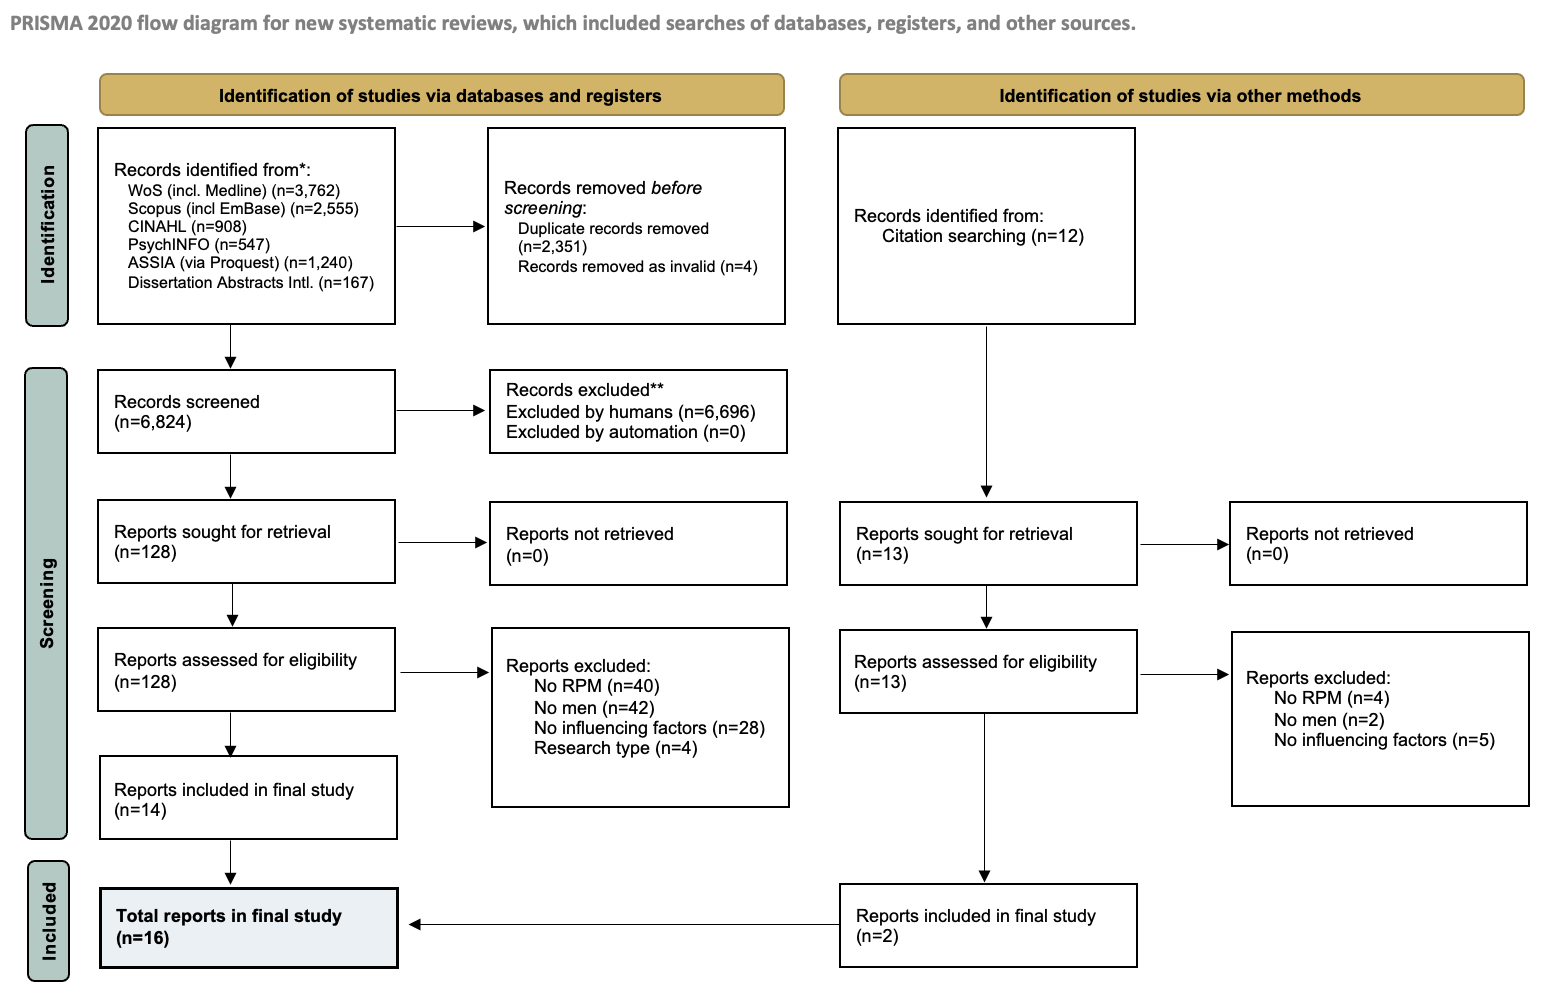 PRISMA 2020 flow diagram for new systematic reviews, which included searches of databases, registers, and other sources.
Identification of studies via databases and registers
Identification of studies via other methods
Identification
Records identified from*:
WoS (incl. Medline) (n=3,762)
Scopus (incl EmBase) (n=2,555)
CINAHL (n=908)
PsychINFO (n=547)
ASSIA (via Proquest) (n=1,240)
Dissertation Abstracts Intl. (n=167)
Records removed before
screening:
Duplicate records removed
(n=2,351)
Records removed as invalid (n=4)
Records identified from:
Citation searching (n=12)
Screening
Records screened
(n=6,824)
Records excluded**
Excluded by humans (n=6,696)
Excluded by automation (n=0)
Reports sought for retrieval
(n=128)
Reports not retrieved
(n=0)
Reports sought for retrieval
(n=13)
Reports not retrieved
(n=0)
Reports assessed for eligibility
(n=128)
Reports excluded:
No RPM (n=40)
No men (n=42)
No influencing factors (n=28)
Research type (n=4)
Reports assessed for eligibility
(n=13)
Reports excluded:
No RPM (n=4)
No men (n=2)
No influencing factors (n=5)
Reports included in final study
(n=14)
Included
Total reports in final study
(n=16)
Reports included in final study
(n=2)